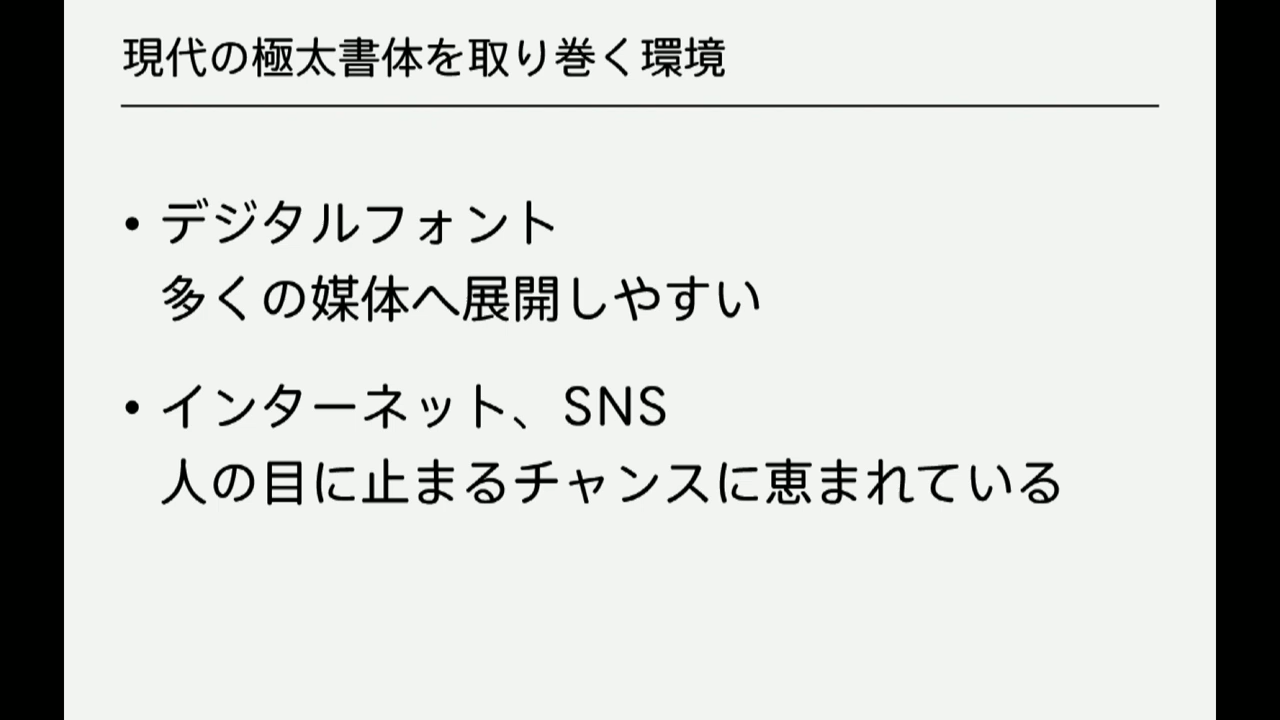 現代の極太書体を取り巻く環境
• デジタルフォント
多くの媒体へ展開しやすい
• インターネット、SNS
人の目に止まるチャンスに恵まれている